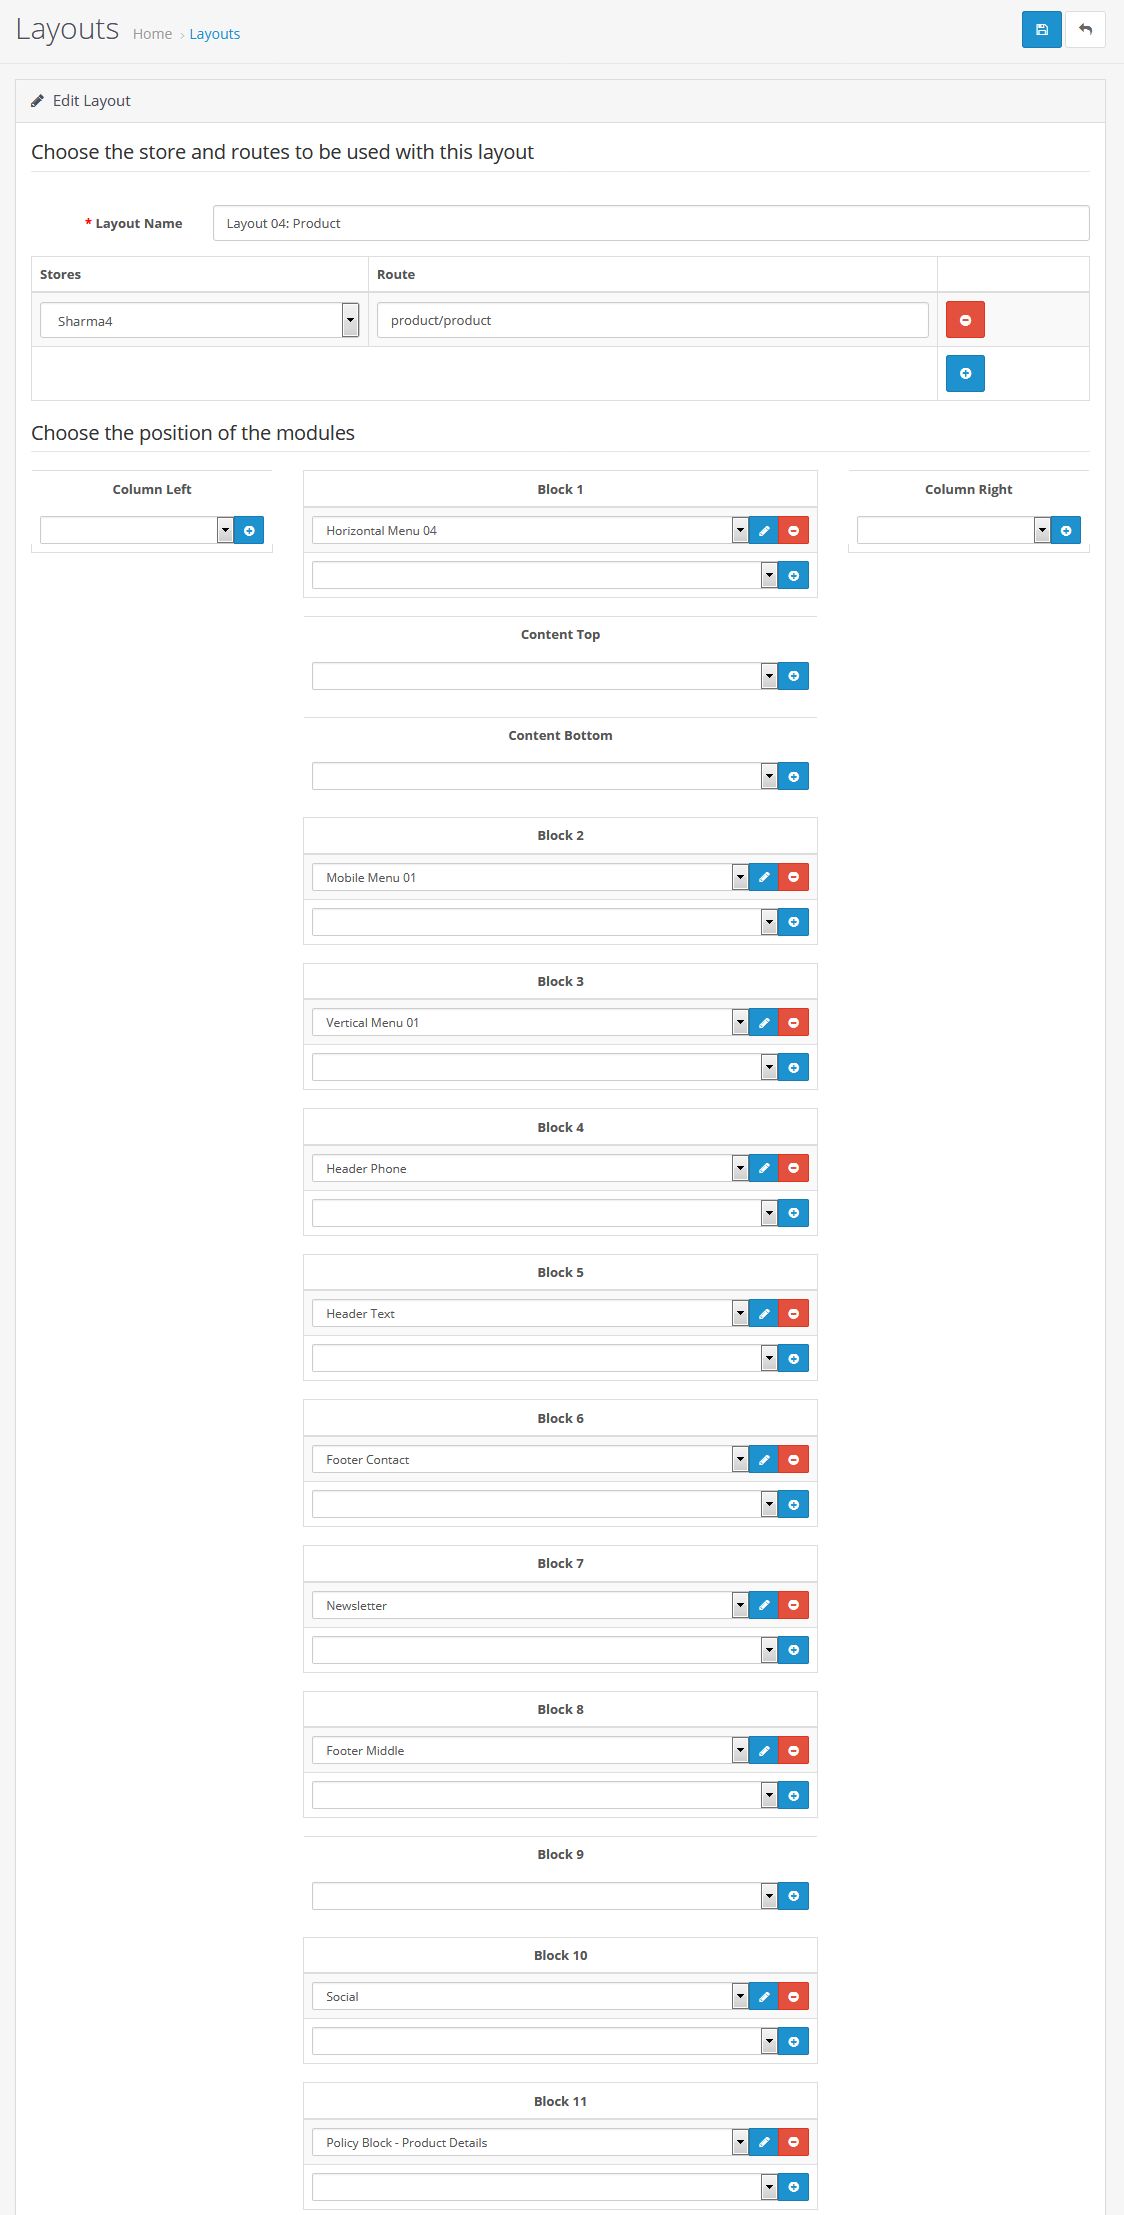 Layouts Home › Layouts
Edit Layout
Choose the store and routes to be used with this layout
* Layout Name Layout 04: Product
Stores Route
Sharma4 product/product
Choose the position of the modules
Column Left Block 1 Column Right
Horizontal Menu 04
Content Top
Content Bottom
Block 2
Mobile Menu 01
Block 3
Vertical Menu 01
Block 4
Header Phone
Block 5
Header Text
Block 6
Footer Contact
Block 7
Newsletter
Block 8
Footer Middle
Block 9
Block 10
Social
Block 11
Policy Block - Product Details